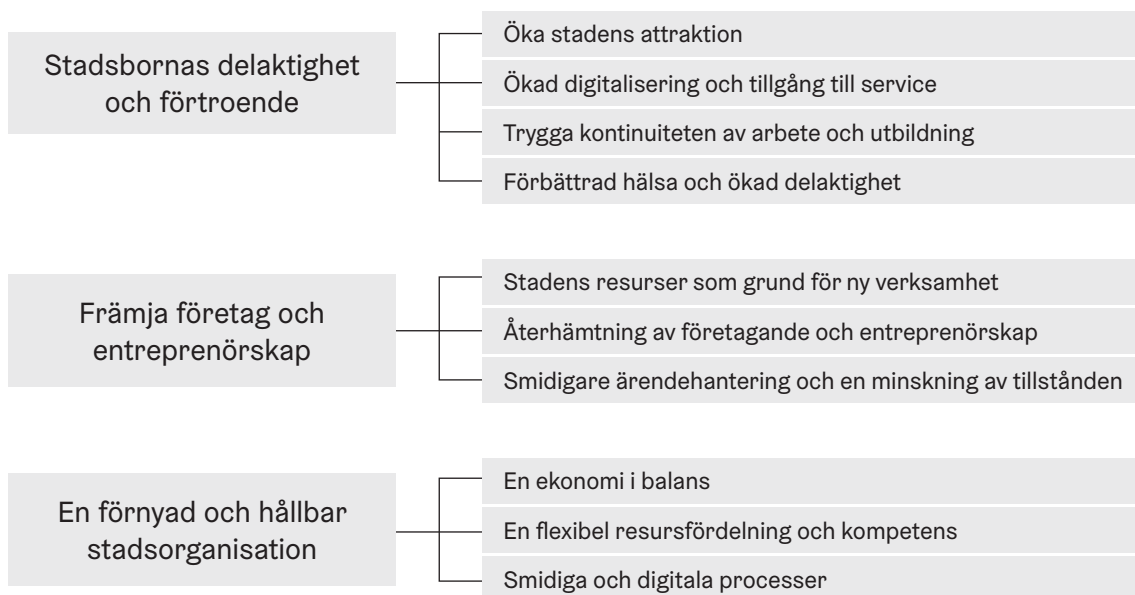 Stadsbornas delaktighet
och förtroende
Öka stadens attraktion
Ökad digitalisering och tillgång till service
Trygga kontinuiteten av arbete och utbildning
Förbättrad hälsa och ökad delaktighet
Främja företag och
entreprenörskap
Stadens resurser som grund för ny verksamhet
Återhämtning av företagande och entreprenörskap
Smidigare ärendehantering och en minskning av tillstånden
En förnyad och hållbar
stadsorganisation
En ekonomi i balans
En flexibel resursfördelning och kompetens
Smidiga och digitala processer